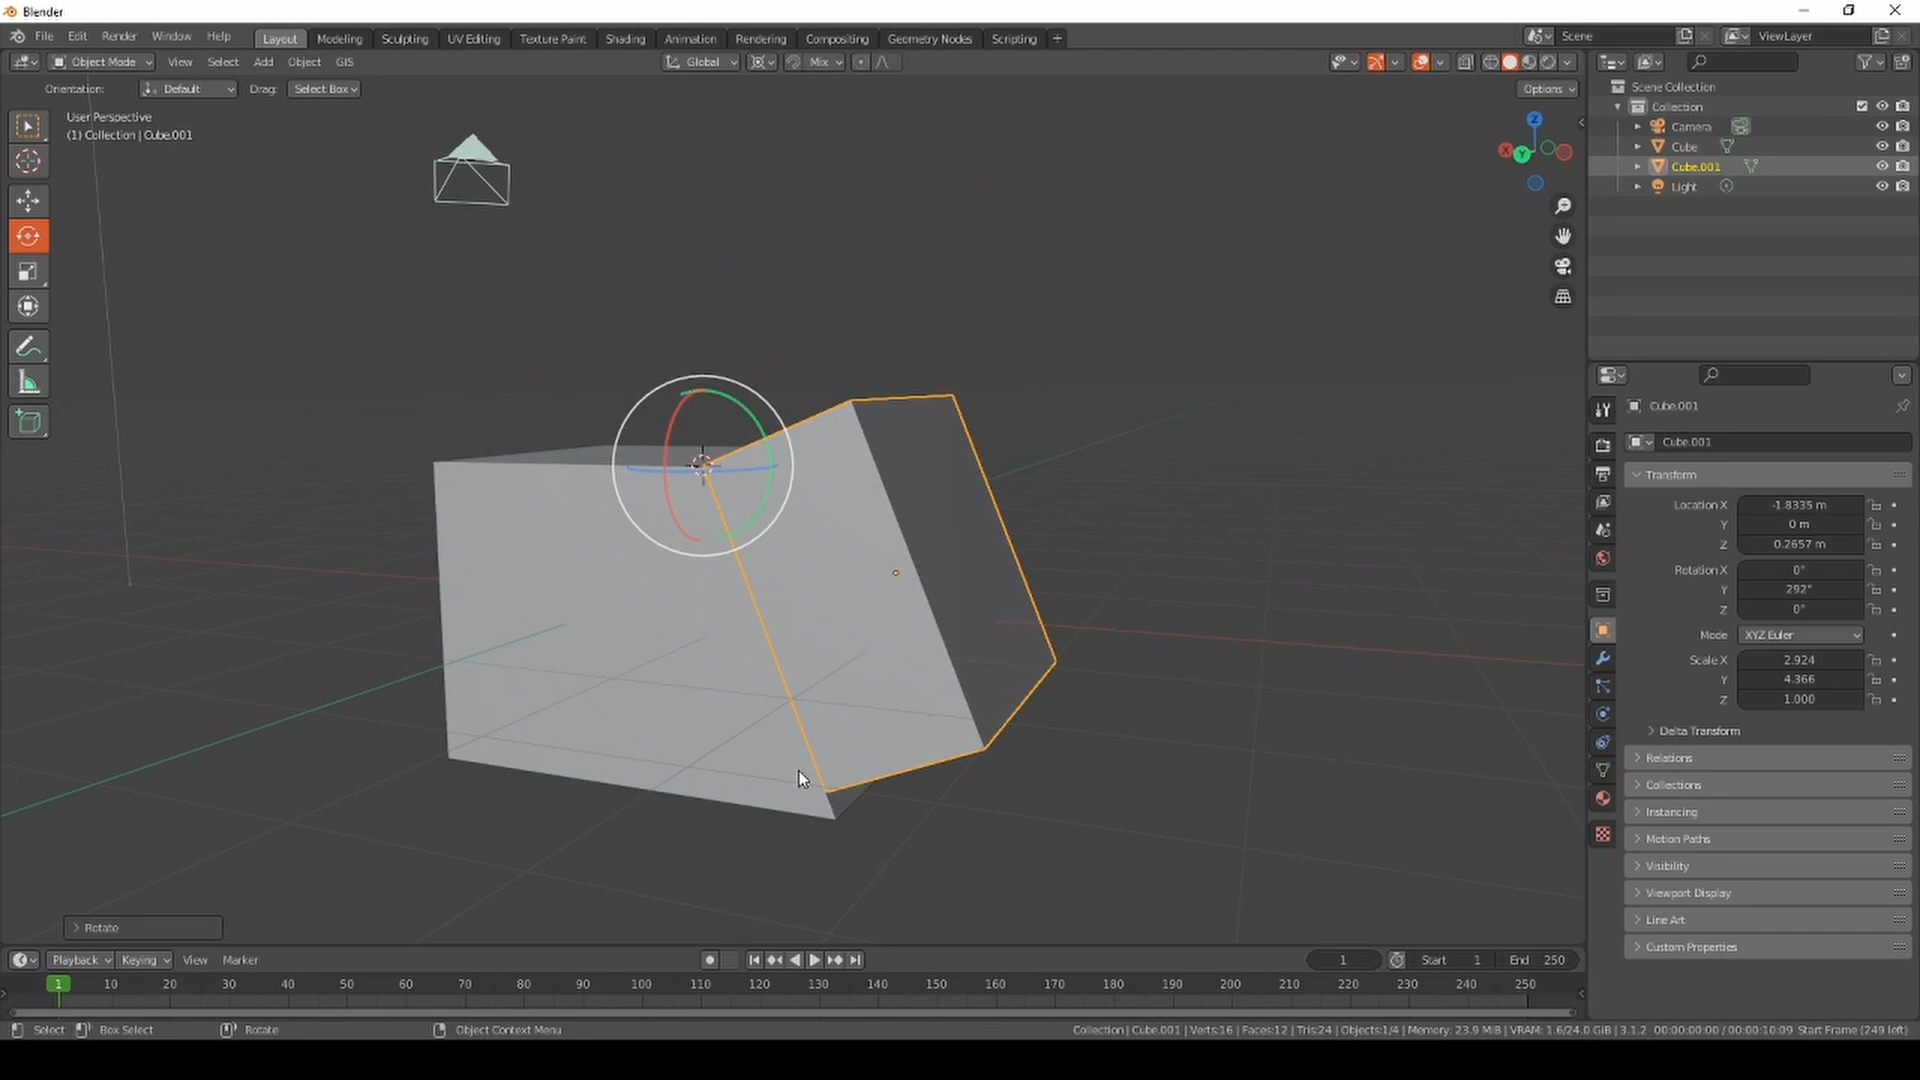 Blender
File Edit Render Window Help Layout Modeling Sculpting UV Editing Texture Paint Shading Animation Rendering Compositing Geometry Nodes Scripting + Scene ViewLayer
Object Mode View Select Add Object GIS Global Mix
Orientation: Default Drag: Select Box Options
User Perspective
(1) Collection | Cube.001
Z
X
Y
Scene Collection
Collection
Camera
Cube
Cube.001
Light
Cube.001
Cube.001
Transform
Location X -1.8335 m
Y 0 m
Z 0.2657 m
Rotation X 0°
Y 292°
Z 0°
Mode XYZ Euler
Scale X 2.924
Y 4.366
Z 1.000
Delta Transform
Relations
Collections
Instancing
Motion Paths
Visibility
Viewport Display
Line Art
Custom Properties
Rotate
Playback Keying View Marker 1 Start 1 End 250
1 10 20 30 40 50 60 70 80 90 100 110 120 130 140 150 160 170 180 190 200 210 220 230 240 250
Select Box Select Rotate Object Context Menu Collection | Cube.001 | Verts:16 | Faces:12 | Tris:24 | Objects:1/4 | Memory: 23.9 MiB | VRAM: 1.6/24.0 GiB | 3.1.2 00:00:00:00 / 00:00:10:09 Start Frame (249 left)